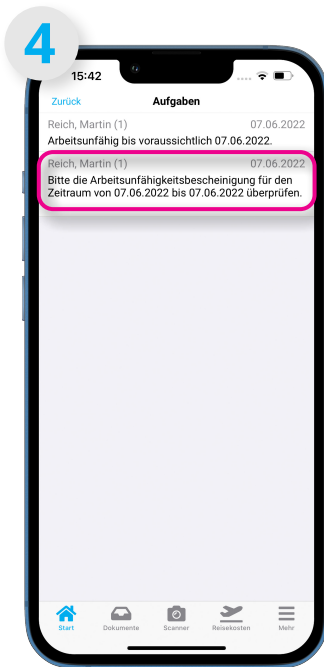 4
15:42
Zurück Aufgaben
Reich, Martin (1) 07.06.2022
Arbeitsunfähig bis voraussichtlich 07.06.2022.
Reich, Martin (1) 07.06.2022
Bitte die Arbeitsunfähigkeitsbescheinigung für den
Zeitraum von 07.06.2022 bis 07.06.2022 überprüfen.
Start Dokumente Scanner Reisekosten Mehr